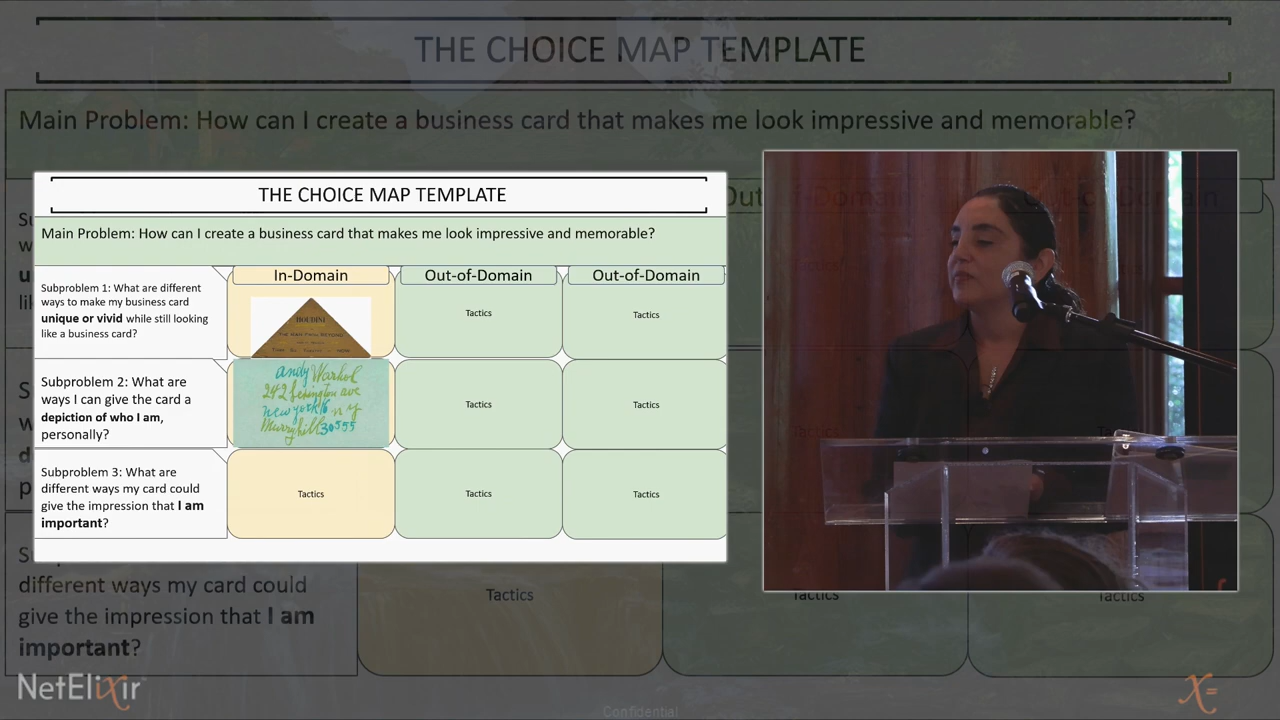 THE CHOICE MAP TEMPLATE
Main Problem: How can I create a business card that makes me look impressive and memorable?
THE CHOICE MAP TEMPLATE
Main Problem: How can I create a business card that makes me look impressive and memorable?
In-Domain
Out-of-Domain
Out-of-Domain
Subproblem 1: What are different
ways to make my business card
unique or vivid while still looking
like a business card?
HOUDINI
Tactics
Tactics
Subproblem 2: What are
ways I can give the card a
depiction of who I am,
personally?
andy Warhol
242 lexington ave
new york 16 n y
Murryhill 30555
Tactics
Tactics
Subproblem 3: What are
different ways my card could
give the impression that I am
important?
Tactics
Tactics
Tactics
different ways my card could
give the impression that I am
important?
Tactics
Tactics
Tactics
NetElixir
X=
Confidential